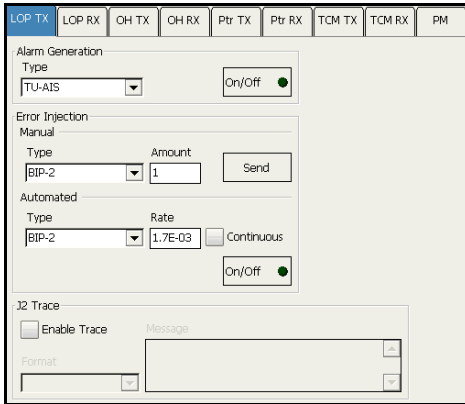 LOP TX LOP RX OH TX OH RX Ptr TX Ptr RX TCM TX TCM RX PM
Alarm Generation
Type
TU-AIS On/Off
Error Injection
Manual
Type Amount
BIP-2 1 Send
Automated
Type Rate
BIP-2 1.7E-03 Continuous
On/Off
J2 Trace
Enable Trace Message
Format